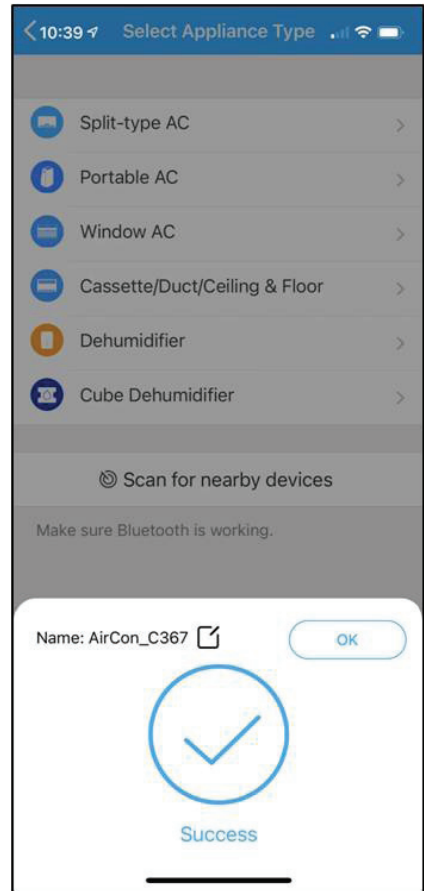 10:39 Select Appliance Type
Split-type AC
Portable AC
Window AC
Cassette/Duct/Ceiling & Floor
Dehumidifier
Cube Dehumidifier
Scan for nearby devices
Make sure Bluetooth is working.
Name: AirCon_C367 OK
Success